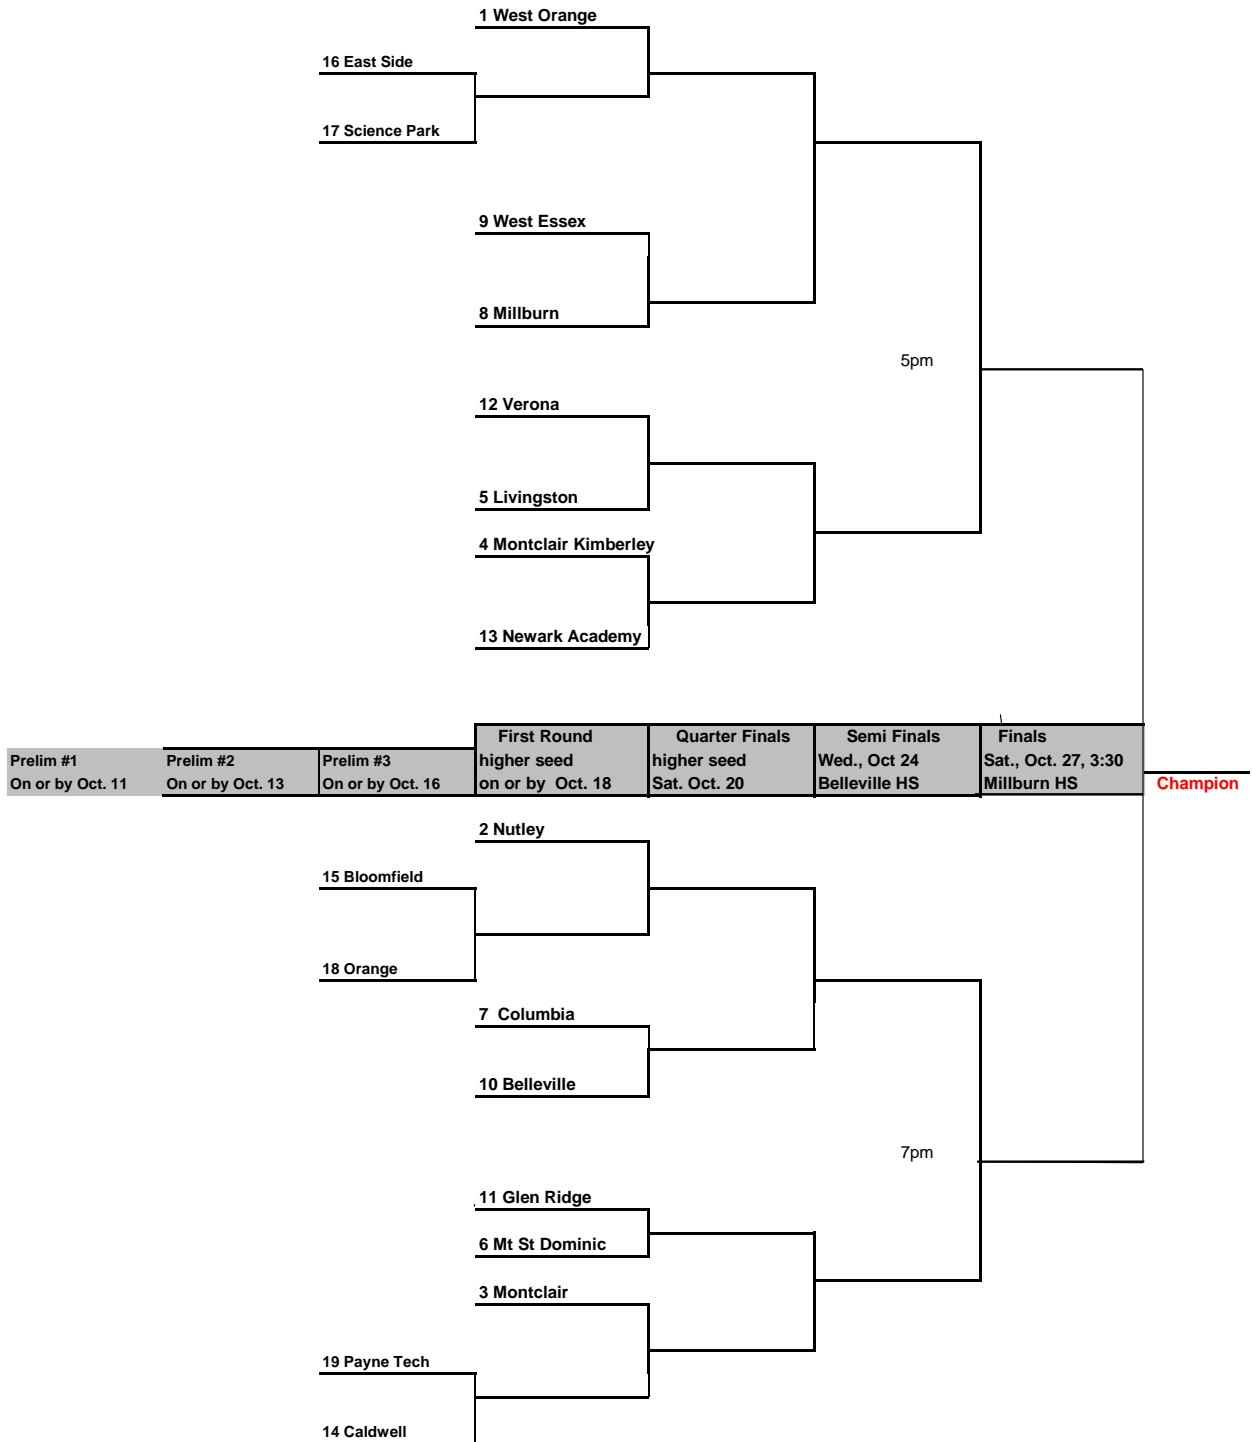 1 West Orange
16 East Side
17 Science Park
9 West Essex
8 Millburn
5pm
12 Verona
5 Livingston
4 Montclair Kimberley
13 Newark Academy
First Round
higher seed
on or by Oct. 18
Quarter Finals
higher seed
Sat. Oct. 20
Semi Finals
Wed., Oct 24
Belleville HS
Finals
Sat., Oct. 27, 3:30
Millburn HS
Prelim #1
On or by Oct. 11
Prelim #2
On or by Oct. 13
Prelim #3
On or by Oct. 16
Champion
2 Nutley
15 Bloomfield
18 Orange
7 Columbia
10 Belleville
7pm
11 Glen Ridge
6 Mt St Dominic
3 Montclair
19 Payne Tech
14 Caldwell